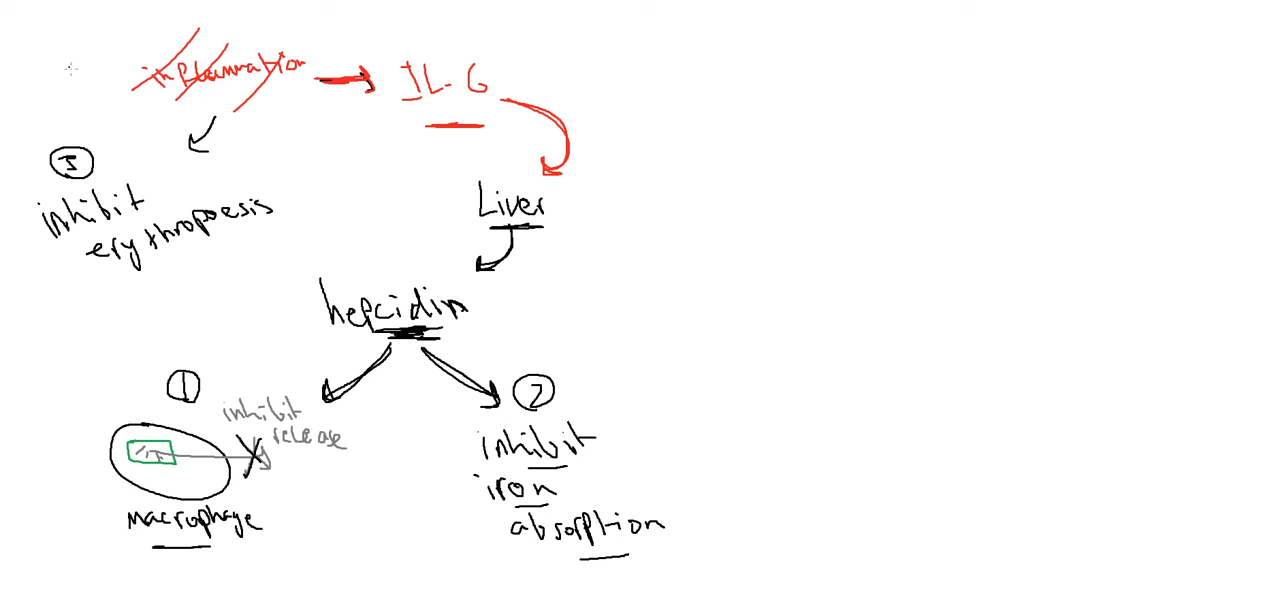 inflammation
IL-6
3
inhibit
erythropoesis
Liver
hepcidin
1
inhibit
release
macrophage
2
inhibit
iron
absorption